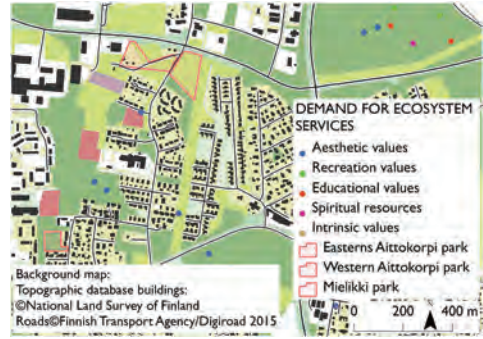 DEMAND FOR ECOSYSTEM
SERVICES
Aesthetic values
Recreation values
Educational values
Spiritual resources
Intrinsic values
Easterns Aittokorpi park
Western Aittokorpi park
Mielikki park
Background map:
Topographic database buildings:
©National Land Survey of Finland
Roads©Finnish Transport Agency/Digiroad 2015
0 200 400 m